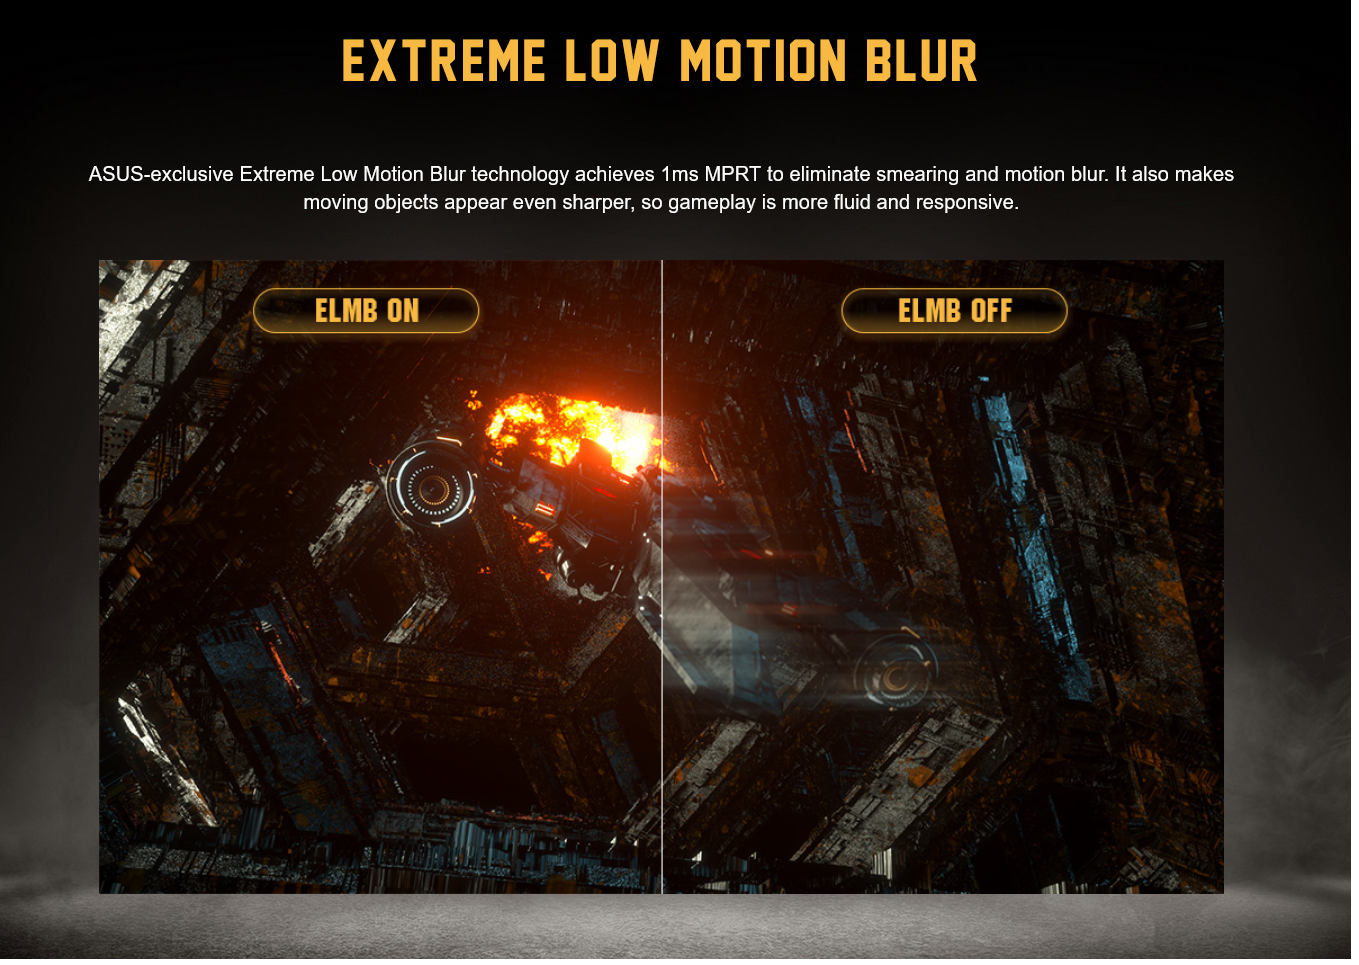 EXTREME LOW MOTION BLUR
ASUS-exclusive Extreme Low Motion Blur technology achieves 1ms MPRT to eliminate smearing and motion blur. It also makes
moving objects appear even sharper, so gameplay is more fluid and responsive.
ELMB ON
ELMB OFF